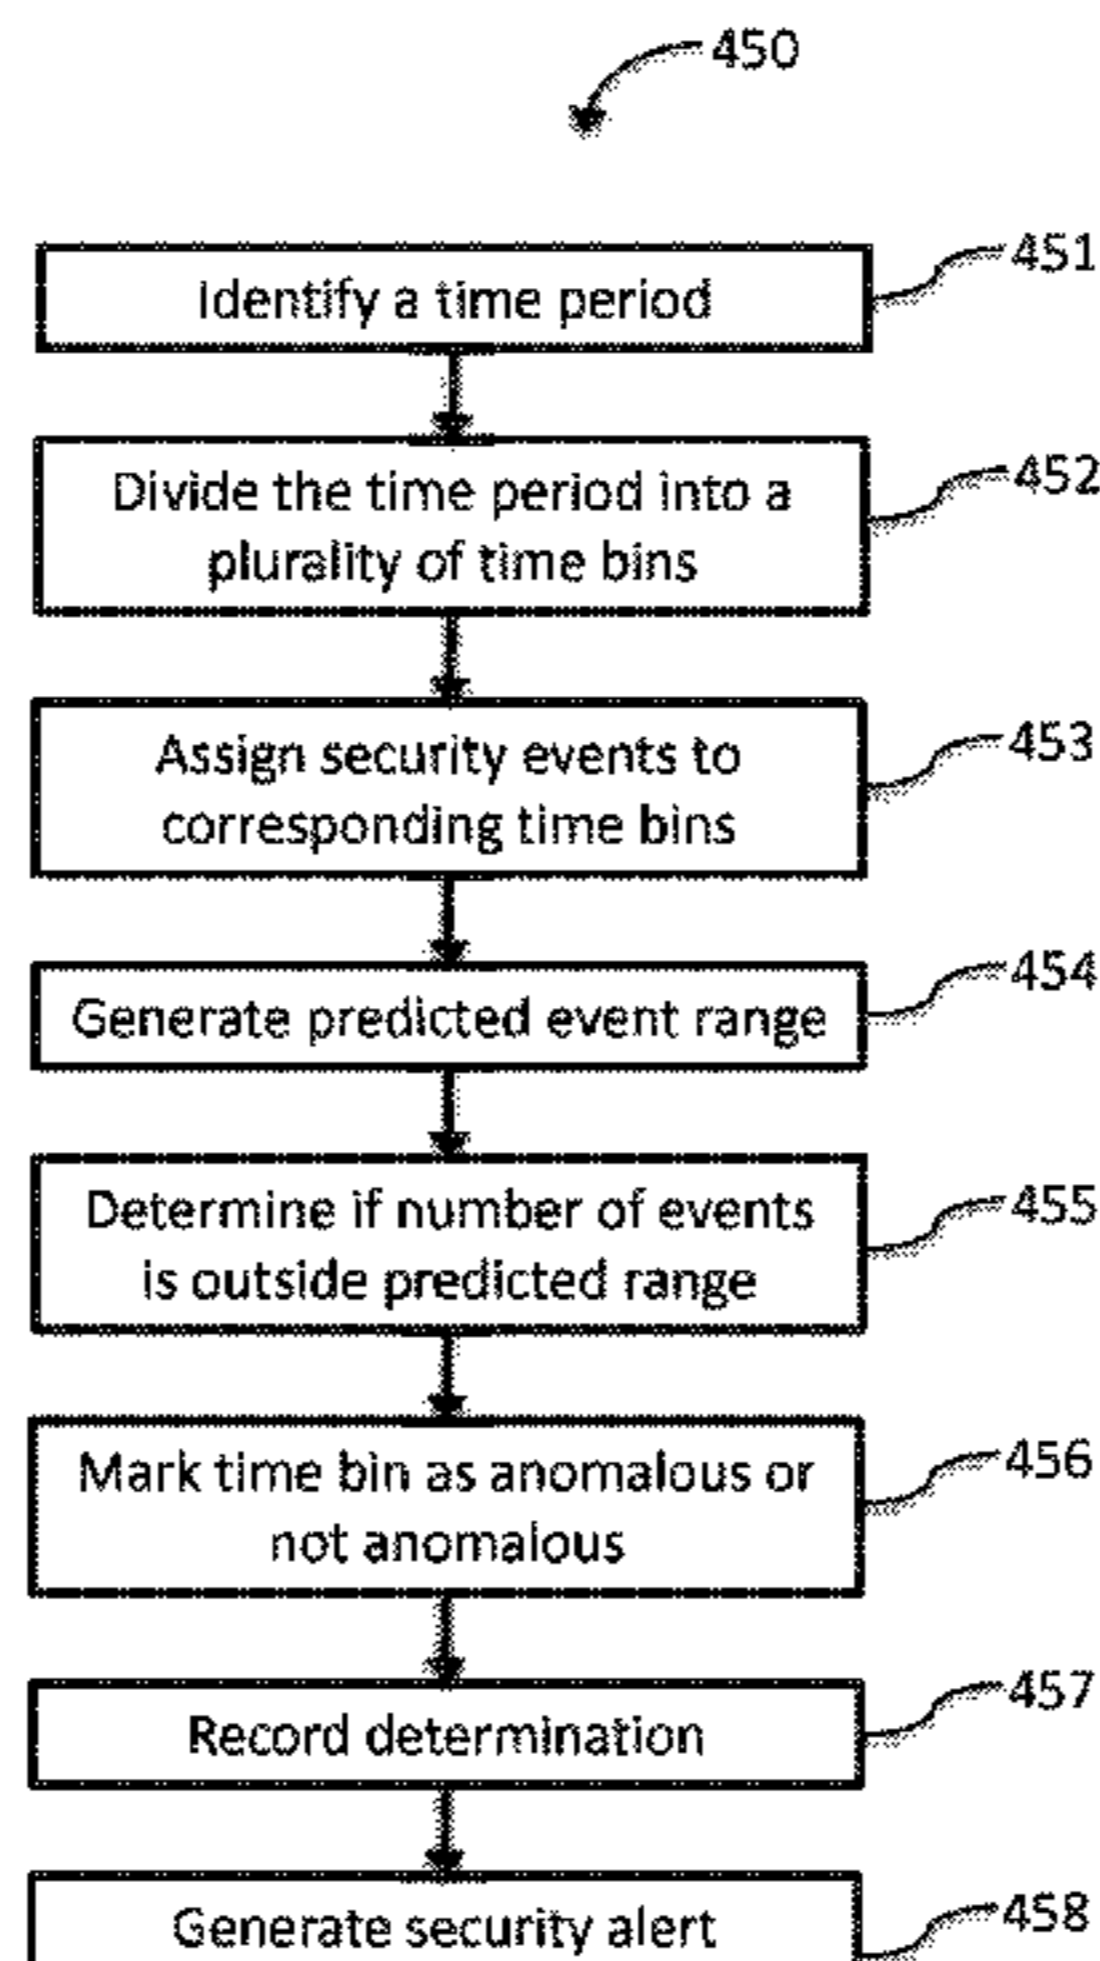 450
Identify a time period
451
Divide the time period into a
plurality of time bins
452
Assign security events to
corresponding time bins
453
Generate predicted event range
454
Determine if number of events
is outside predicted range
455
Mark time bin as anomalous or
not anomalous
456
Record determination
457
Generate security alert
458